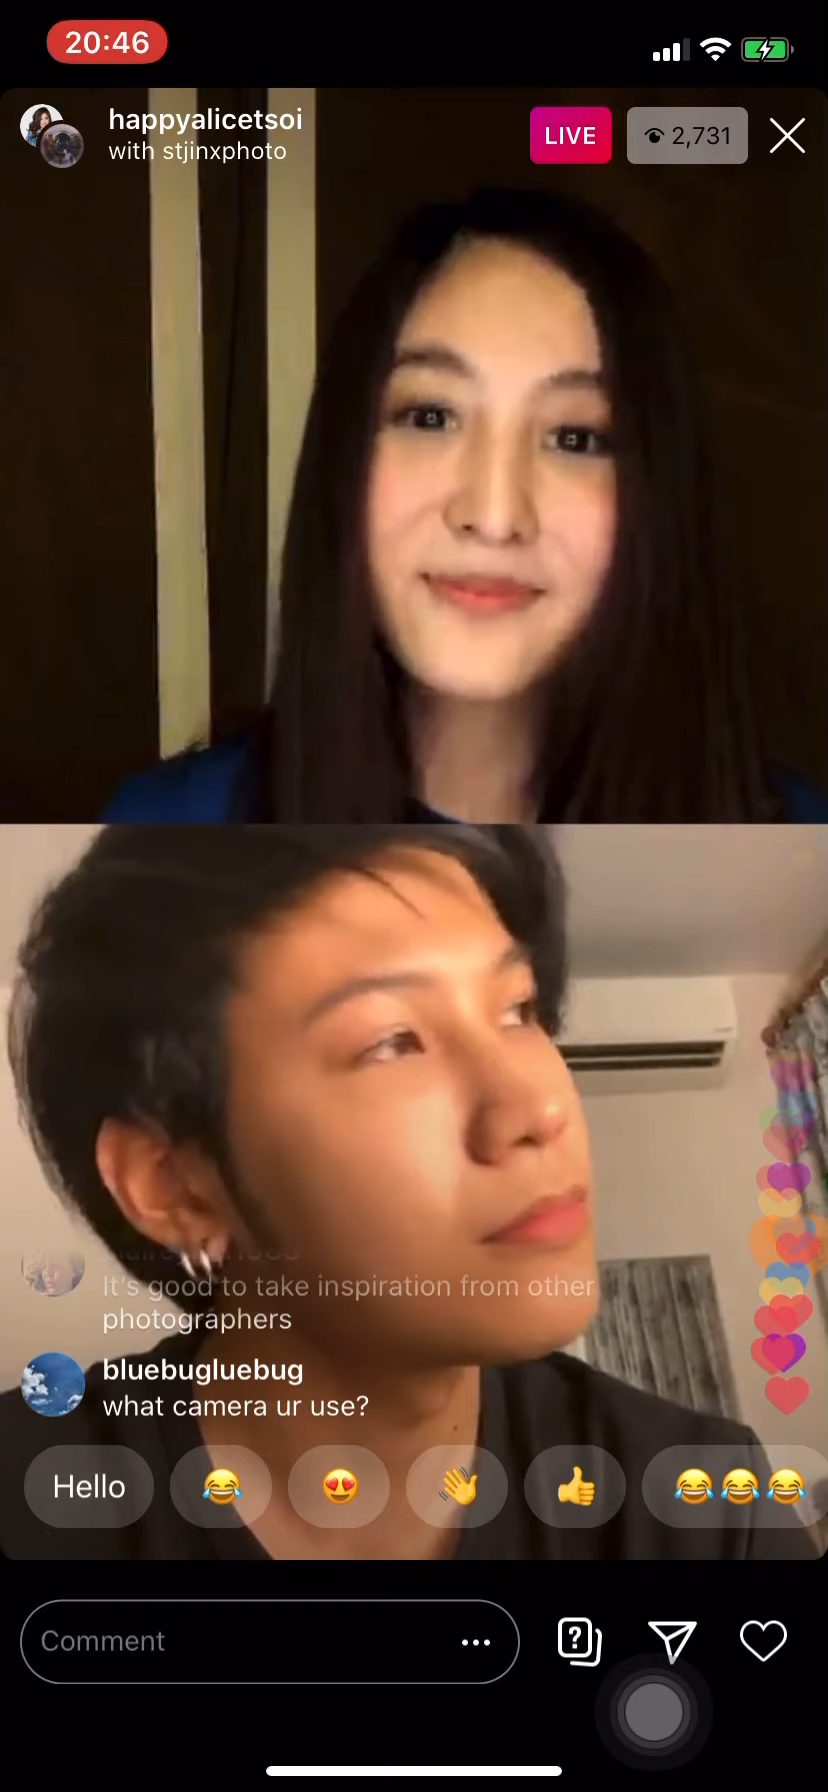 20:46
happyalicetsoi
with stjinxphoto
LIVE
2,731
It's good to take inspiration from other
photographers
bluebugluebug
what camera ur use?
Hello
Comment